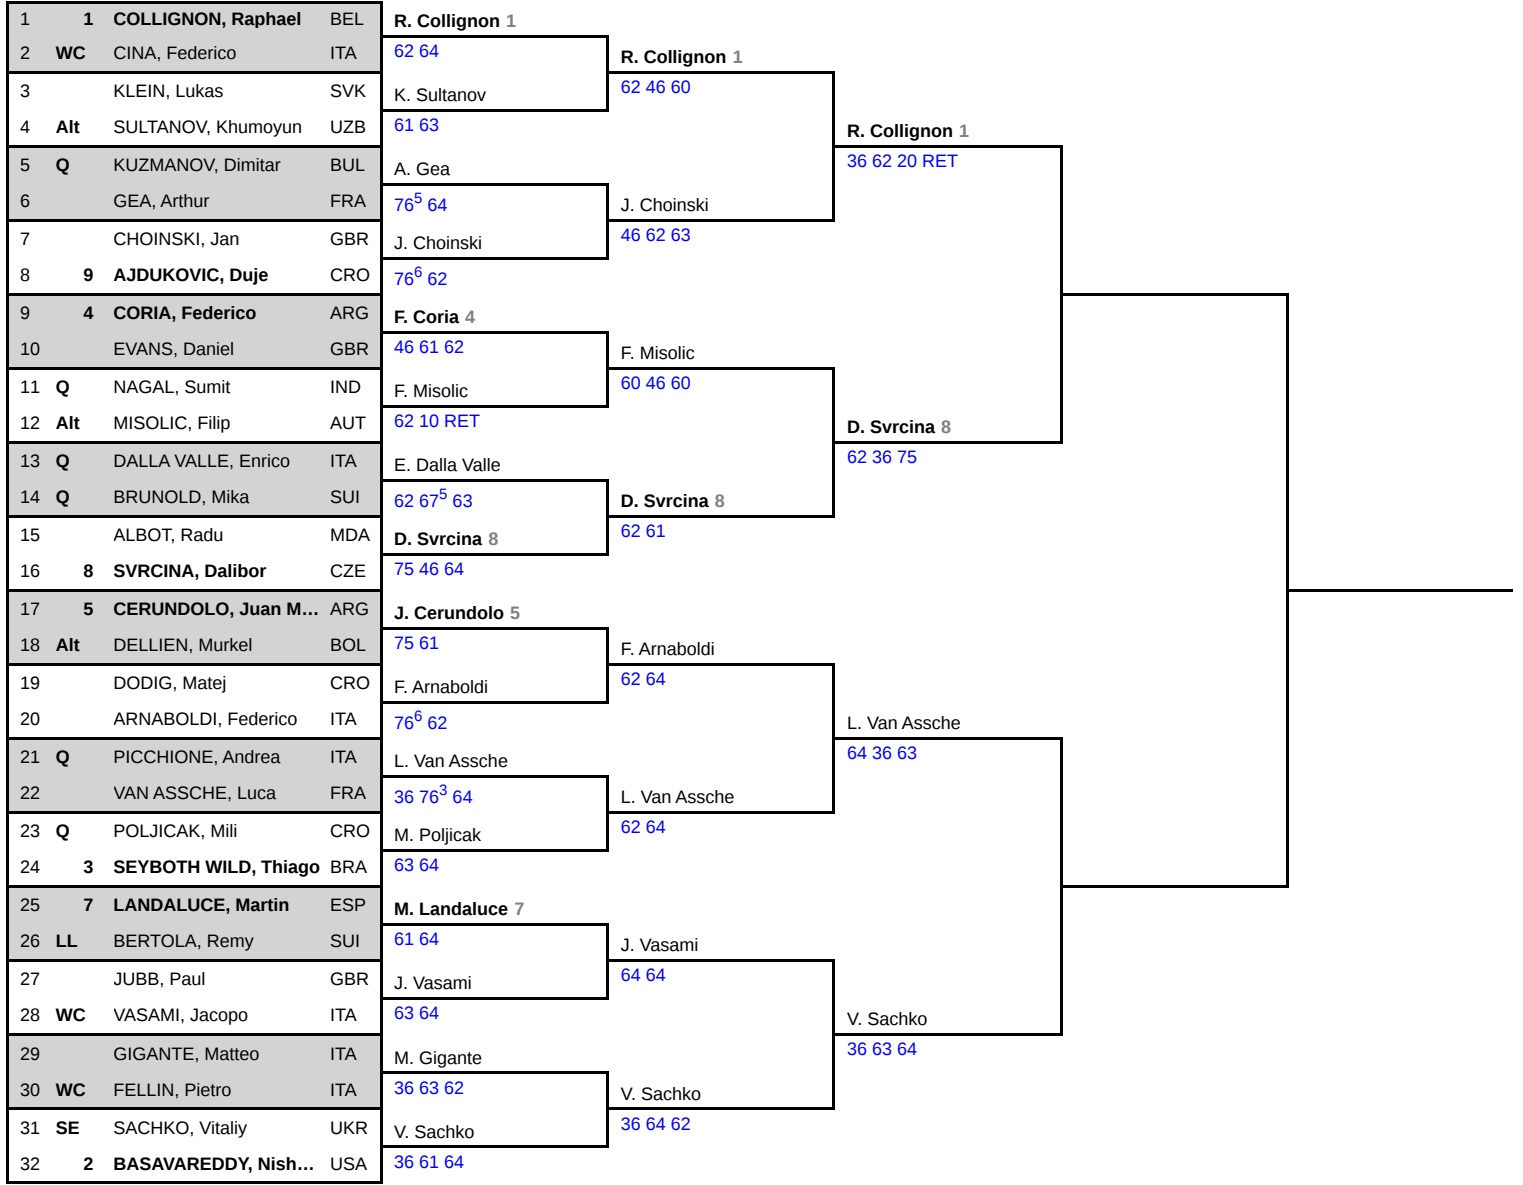 1 1 COLLIGNON, Raphael BEL
2 WC CINA, Federico ITA
3 KLEIN, Lukas SVK
4 Alt SULTANOV, Khumoyun UZB
5 Q KUZMANOV, Dimitar BUL
6 GEA, Arthur FRA
7 CHOINSKI, Jan GBR
8 9 AJDUKOVIC, Duje CRO
9 4 CORIA, Federico ARG
10 EVANS, Daniel GBR
11 Q NAGAL, Sumit IND
12 Alt MISOLIC, Filip AUT
13 Q DALLA VALLE, Enrico ITA
14 Q BRUNOLD, Mika SUI
15 ALBOT, Radu MDA
16 8 SVRCINA, Dalibor CZE
17 5 CERUNDOLO, Juan M... ARG
18 Alt DELLIEN, Murkel BOL
19 DODIG, Matej CRO
20 ARNABOLDI, Federico ITA
21 Q PICCHIONE, Andrea ITA
22 VAN ASSCHE, Luca FRA
23 Q POLJICAK, Mili CRO
24 3 SEYBOTH WILD, Thiago BRA
25 7 LANDALUCE, Martin ESP
26 LL BERTOLA, Remy SUI
27 JUBB, Paul GBR
28 WC VASAMI, Jacopo ITA
29 GIGANTE, Matteo ITA
30 WC FELLIN, Pietro ITA
31 SE SACHKO, Vitaliy UKR
32 2 BASAVAREDDY, Nish... USA
R. Collignon 1
62 64
K. Sultanov
61 63
A. Gea
76⁵ 64
J. Choinski
76⁶ 62
F. Coria 4
46 61 62
F. Misolic
62 10 RET
E. Dalla Valle
62 67⁵ 63
D. Svrcina 8
75 46 64
J. Cerundolo 5
75 61
F. Arnaboldi
76⁶ 62
L. Van Assche
36 76³ 64
M. Poljicak
63 64
M. Landaluce 7
61 64
J. Vasami
63 64
M. Gigante
36 63 62
V. Sachko
36 61 64
R. Collignon 1
62 46 60
J. Choinski
46 62 63
F. Misolic
60 46 60
D. Svrcina 8
62 61
F. Arnaboldi
62 64
L. Van Assche
62 64
J. Vasami
64 64
V. Sachko
36 64 62
R. Collignon 1
36 62 20 RET
D. Svrcina 8
62 36 75
L. Van Assche
64 36 63
V. Sachko
36 63 64